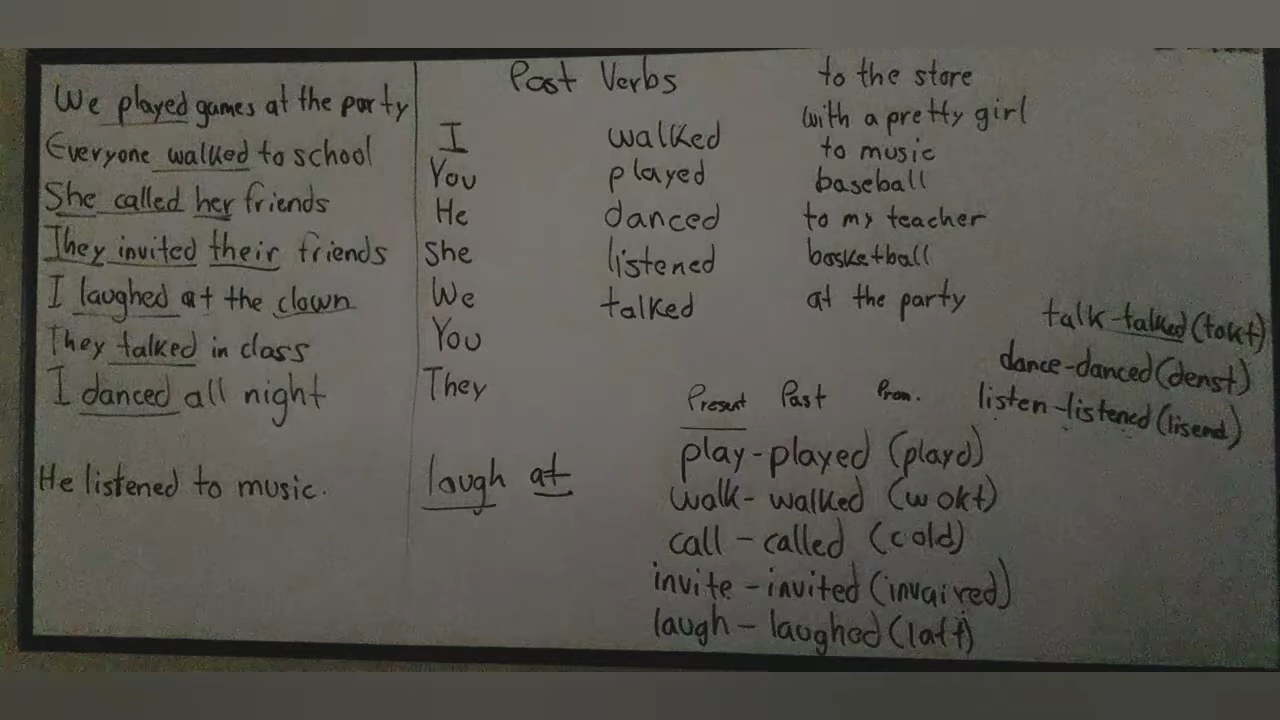 We played games at the party
Everyone walked to school
She called her friends
They invited their friends
I laughed at the clown
They talked in class
I danced all night
He listened to music.
Past Verbs
I
You
He
She
We
You
They
walked
played
danced
listened
talked
to the store
with a pretty girl
to music
baseball
to my teacher
basketball
at the party
laugh at
Present Past Pron.
play-played (playd)
walk-walked (wokt)
call-called (cold)
invite-invited (invaired)
laugh-laughed (laft)
talk-talked (tokt)
dance-danced (denst)
listen-listened (lisend)